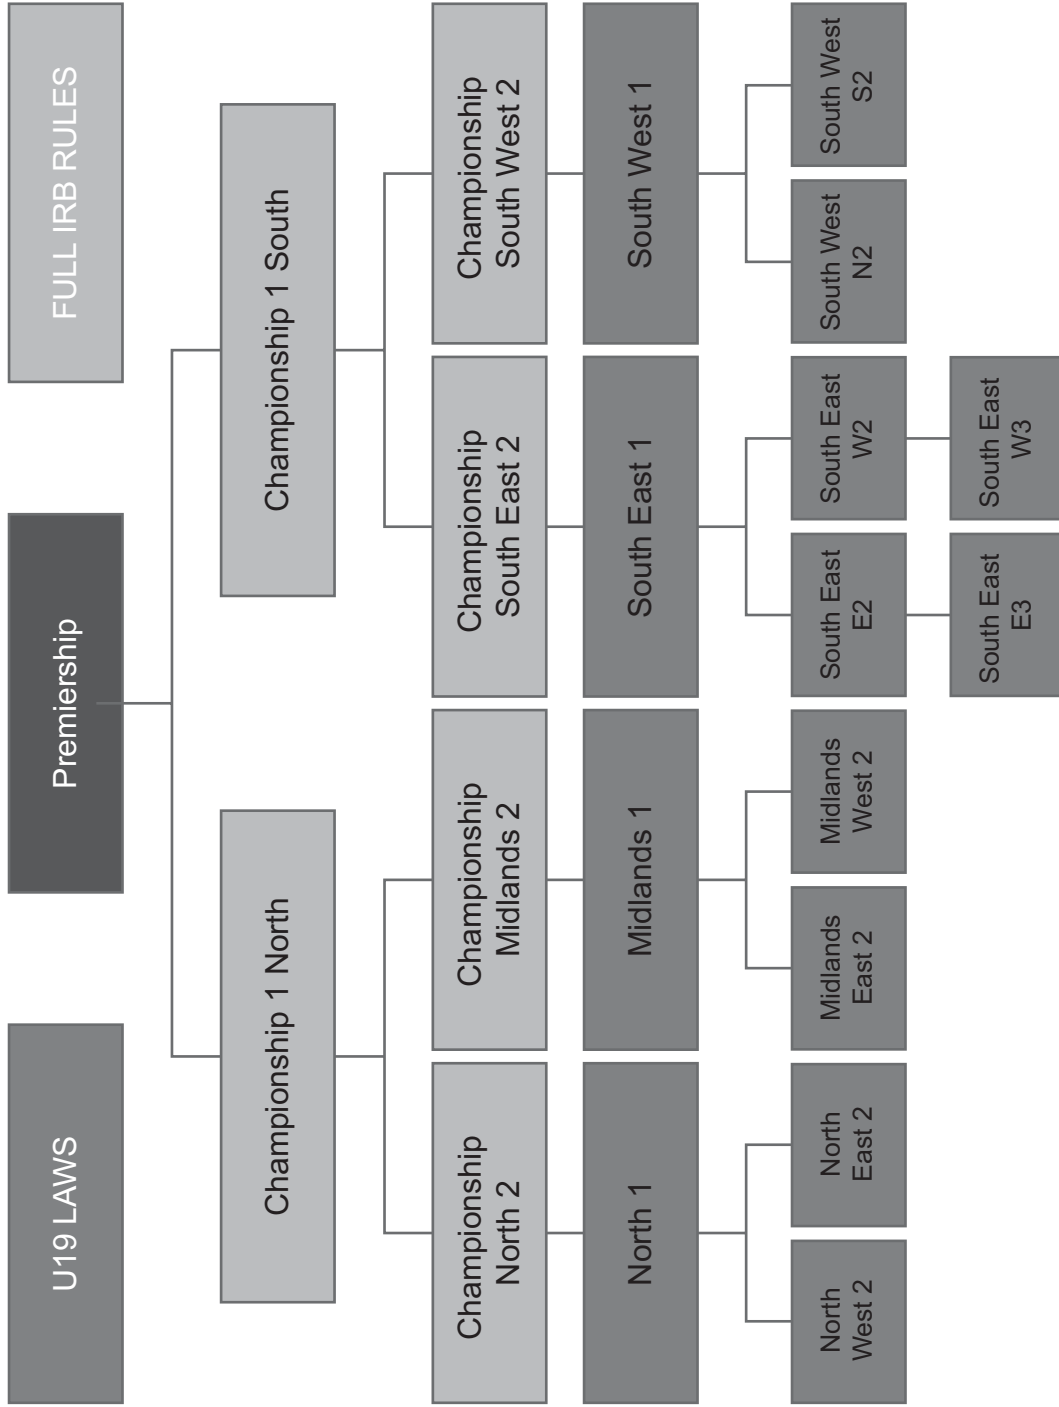 U19 LAWS
Premiership
FULL IRB RULES
Championship 1 North
Championship 1 South
Championship
North 2
Championship
Midlands 2
Championship
South East 2
Championship
South West 2
North 1
Midlands 1
South East 1
South West 1
North
West 2
North
East 2
Midlands
East 2
Midlands
West 2
South East
E2
South East
W2
South West
N2
South West
S2
South East
E3
South East
W3